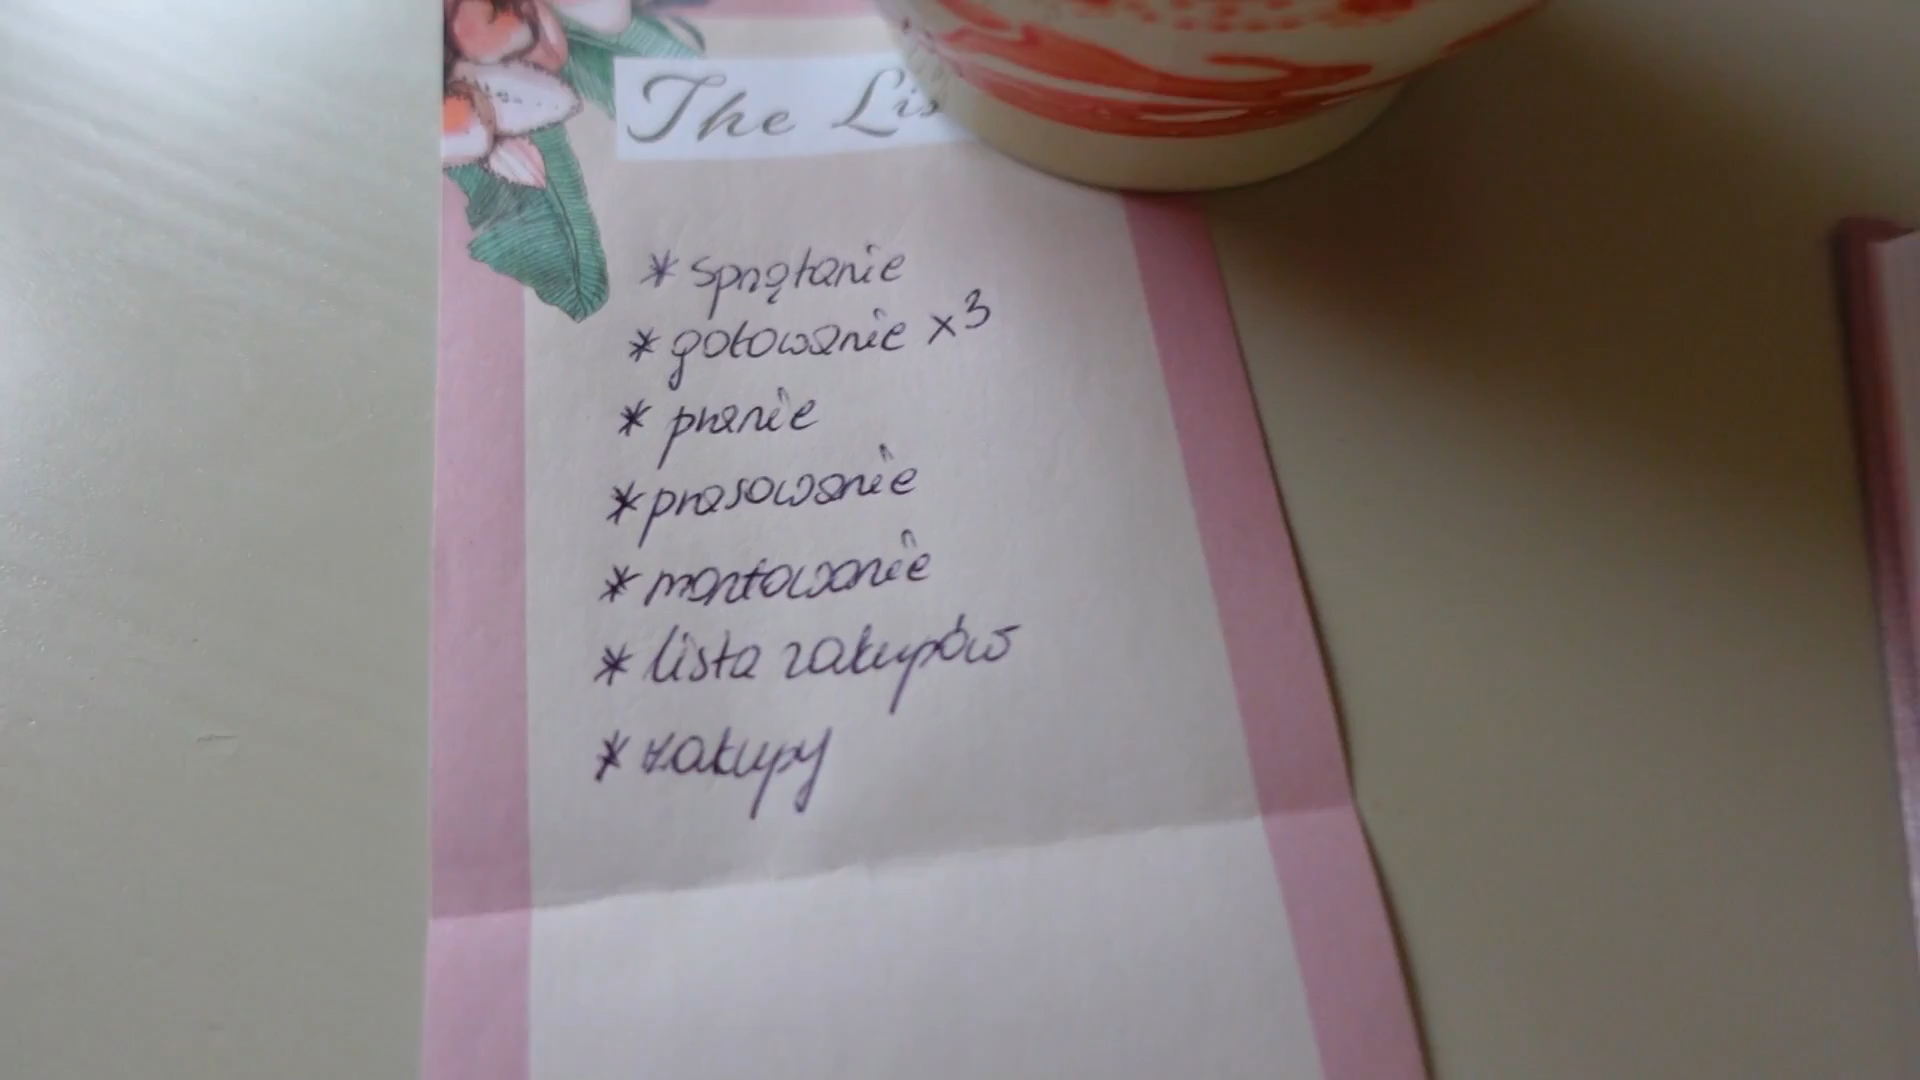 The Lis
* sprzątanie
* gotowanie x3
* pranie
* prasowanie
* montowanie
* lista zakupów
* zakupy